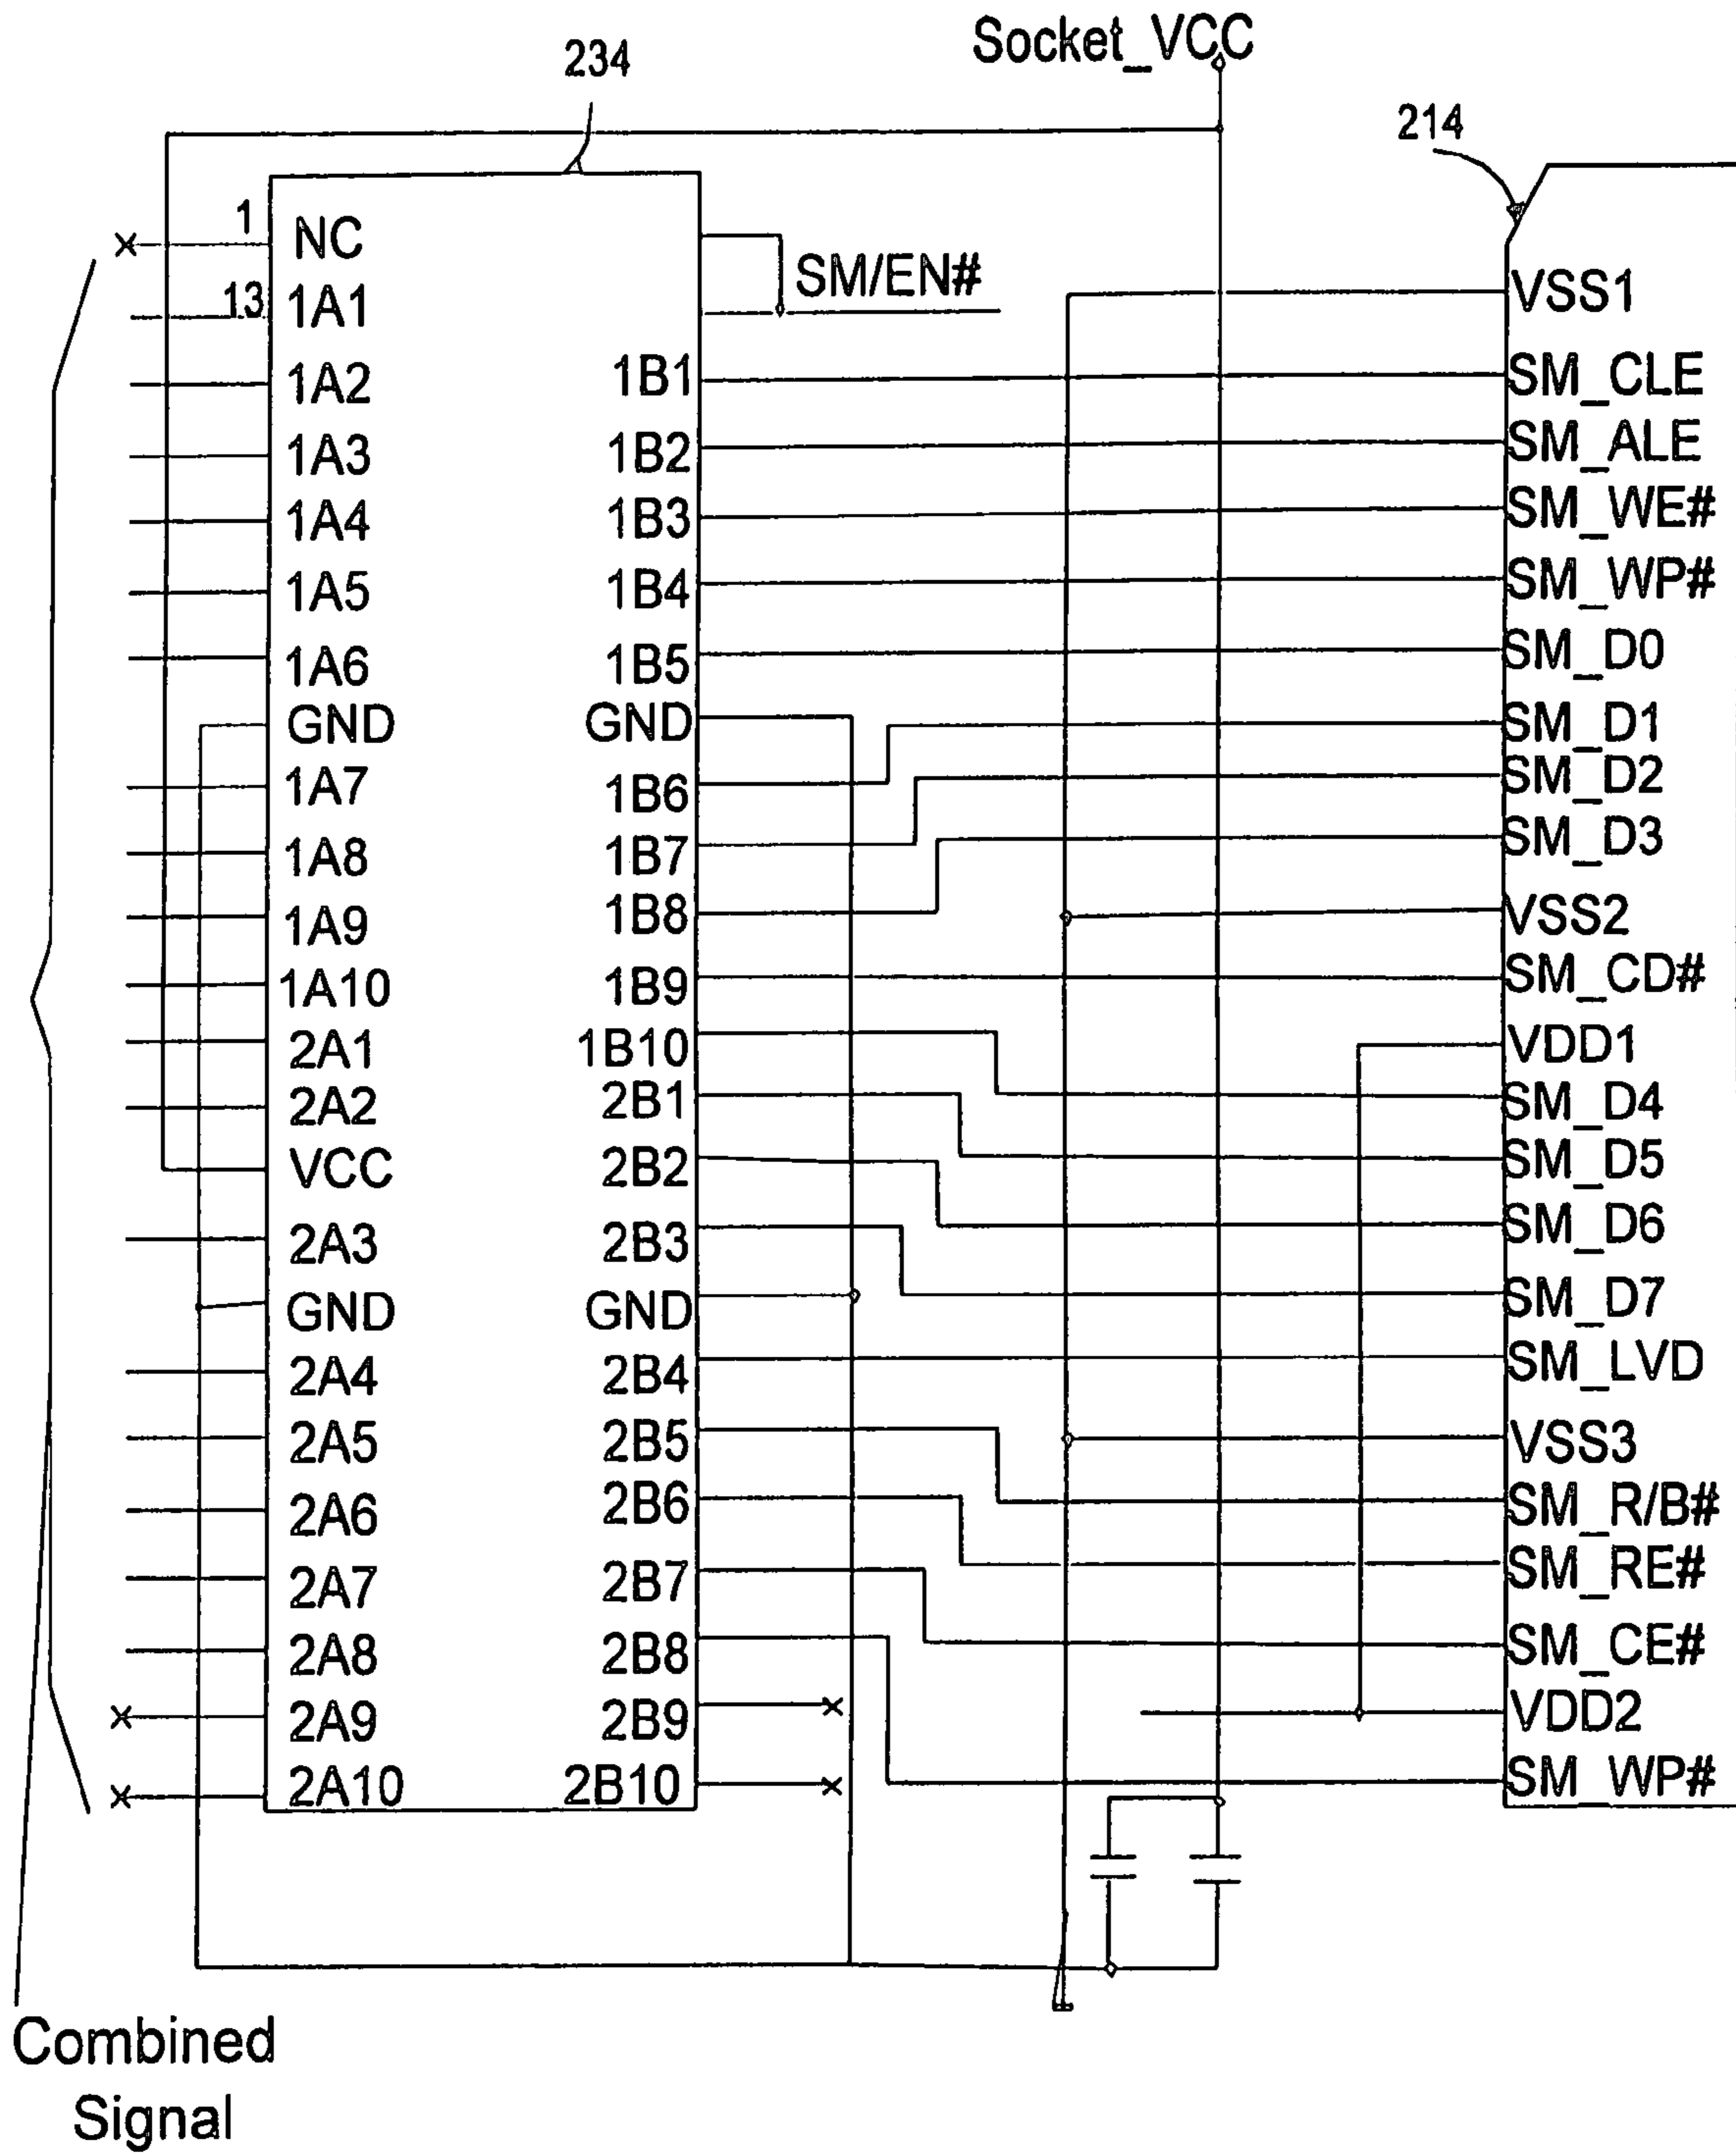 Socket_VCC
234
214
1
NC
13
1A1
1A2
1A3
1A4
1A5
1A6
GND
1A7
1A8
1A9
1A10
2A1
2A2
VCC
2A3
GND
2A4
2A5
2A6
2A7
2A8
2A9
2A10
SM/EN#
1B1
1B2
1B3
1B4
1B5
GND
1B6
1B7
1B8
1B9
1B10
2B1
2B2
2B3
GND
2B4
2B5
2B6
2B7
2B8
2B9
2B10
VSS1
SM_CLE
SM_ALE
SM_WE#
SM_WP#
SM_D0
SM_D1
SM_D2
SM_D3
VSS2
SM_CD#
VDD1
SM_D4
SM_D5
SM_D6
SM_D7
SM_LVD
VSS3
SM_R/B#
SM_RE#
SM_CE#
VDD2
SM_WP#
Combined
Signal